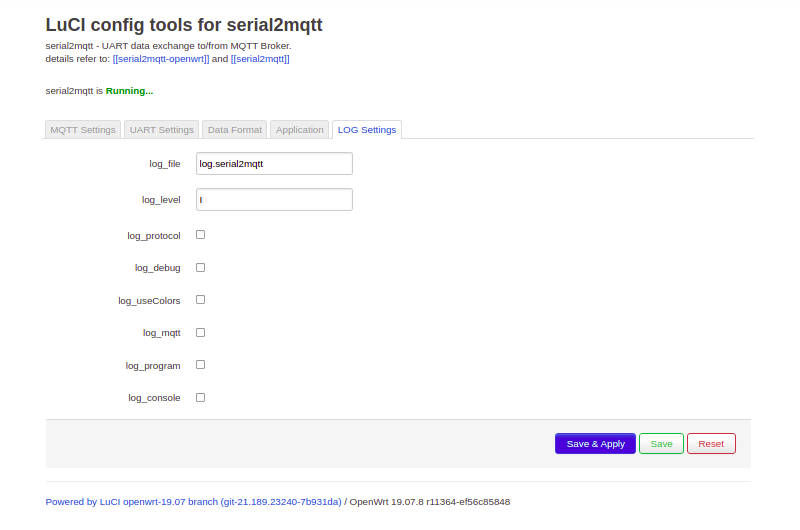 LuCI config tools for serial2mqtt
serial2mqtt - UART data exchange to/from MQTT Broker.
details refer to: [[serial2mqtt-openwrt]] and [[serial2mqtt]]
serial2mqtt is Running...
MQTT Settings UART Settings Data Format Application LOG Settings
log_file log.serial2mqtt
log_level I
log_protocol
log_debug
log_useColors
log_mqtt
log_program
log_console
Save & Apply Save Reset
Powered by LuCI openwrt-19.07 branch (git-21.189.23240-7b931da) / OpenWrt 19.07.8 r11364-ef56c85848